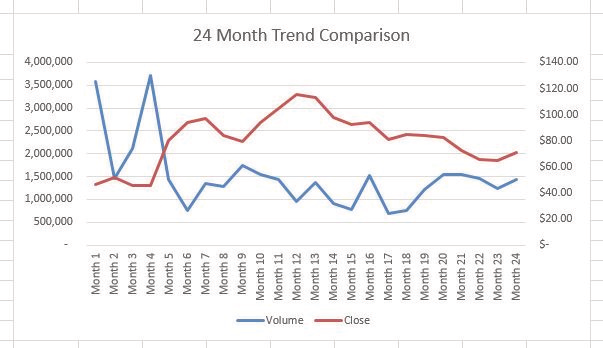 24 Month Trend Comparison
4,000,000
3,500,000
3,000,000
2,500,000
2,000,000
1,500,000
1,000,000
500,000
-
$140.00
$120.00
$100.00
$80.00
$60.00
$40.00
$20.00
$-
Month 1
Month 2
Month 3
Month 4
Month 5
Month 6
Month 7
Month 8
Month 9
Month 10
Month 11
Month 12
Month 13
Month 14
Month 15
Month 16
Month 17
Month 18
Month 19
Month 20
Month 21
Month 22
Month 23
Month 24
Volume
Close